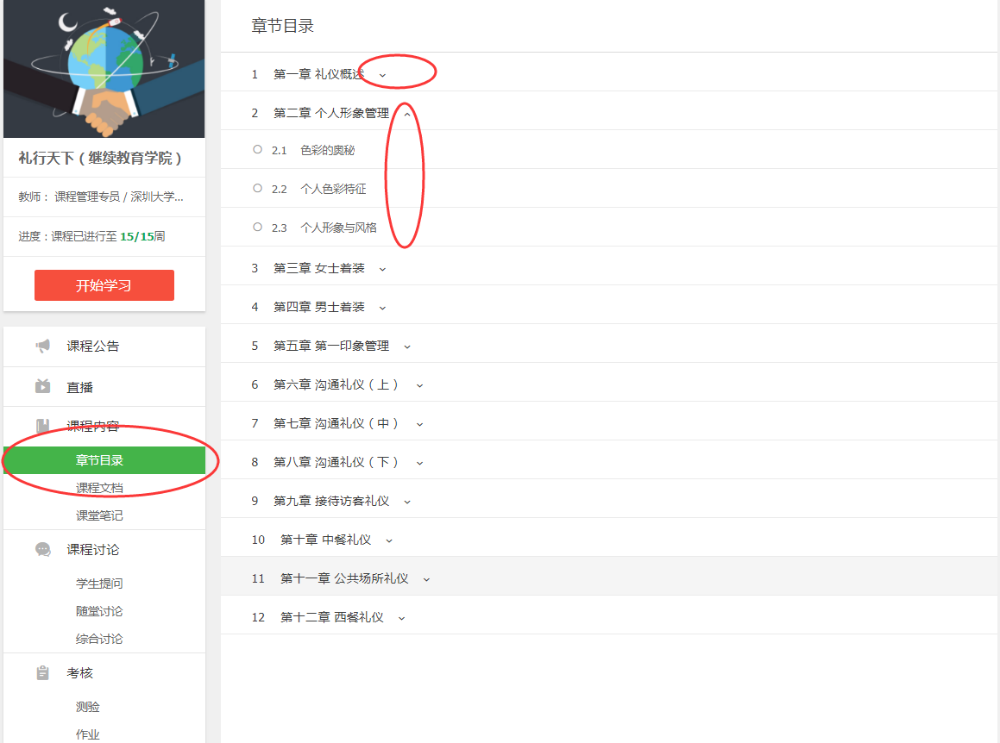 礼行天下（继续教育学院）
教师： 课程管理专员 / 深圳大学...
进度：课程已进行至 15/15周
开始学习
课程公告
直播
课程内容
章节目录
课程文档
课堂笔记
课程讨论
学生提问
随堂讨论
综合讨论
考核
测验
作业
章节目录
1 第一章 礼仪概述
2 第二章 个人形象管理
2.1 色彩的奥秘
2.2 个人色彩特征
2.3 个人形象与风格
3 第三章 女士着装
4 第四章 男士着装
5 第五章 第一印象管理
6 第六章 沟通礼仪（上）
7 第七章 沟通礼仪（中）
8 第八章 沟通礼仪（下）
9 第九章 接待访客礼仪
10 第十章 中餐礼仪
11 第十一章 公共场所礼仪
12 第十二章 西餐礼仪